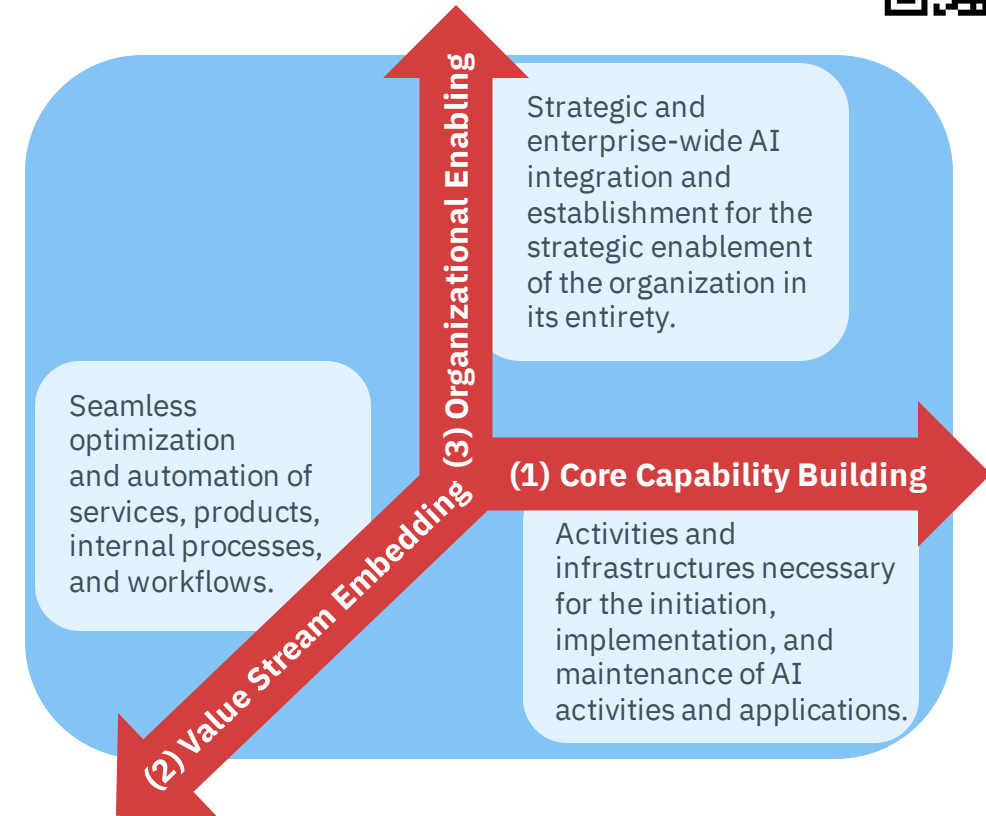 (3) Organizational Enabling
Strategic and
enterprise-wide AI
integration and
establishment for the
strategic enablement
of the organization in
its entirety.
Seamless
optimization
and automation of
services, products,
internal processes,
and workflows.
(1) Core Capability Building
Activities and
infrastructures necessary
for the initiation,
implementation, and
maintenance of AI
activities and applications.
(2) Value Stream Embedding